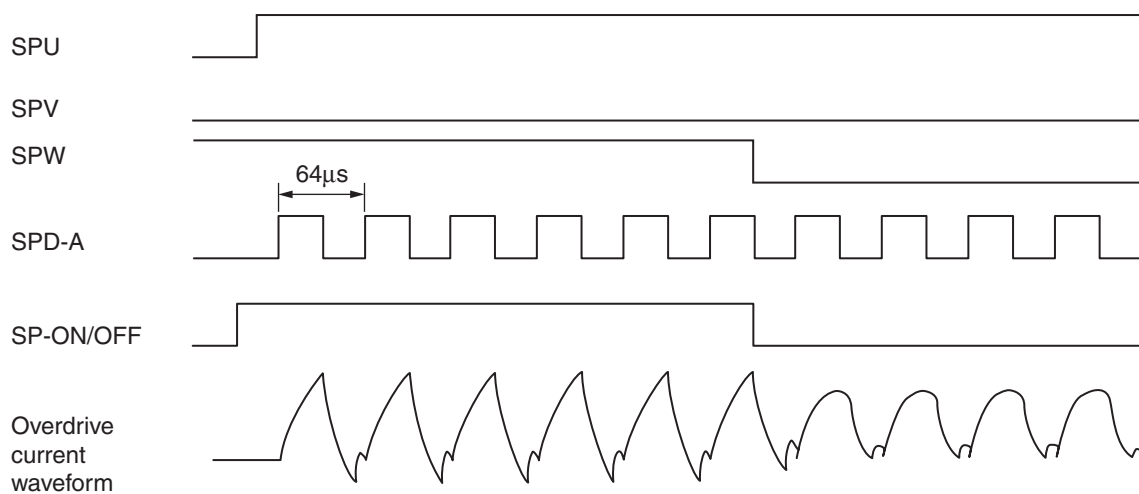 SPU
SPV
SPW
64μs
SPD-A
SP-ON/OFF
Overdrive
current
waveform